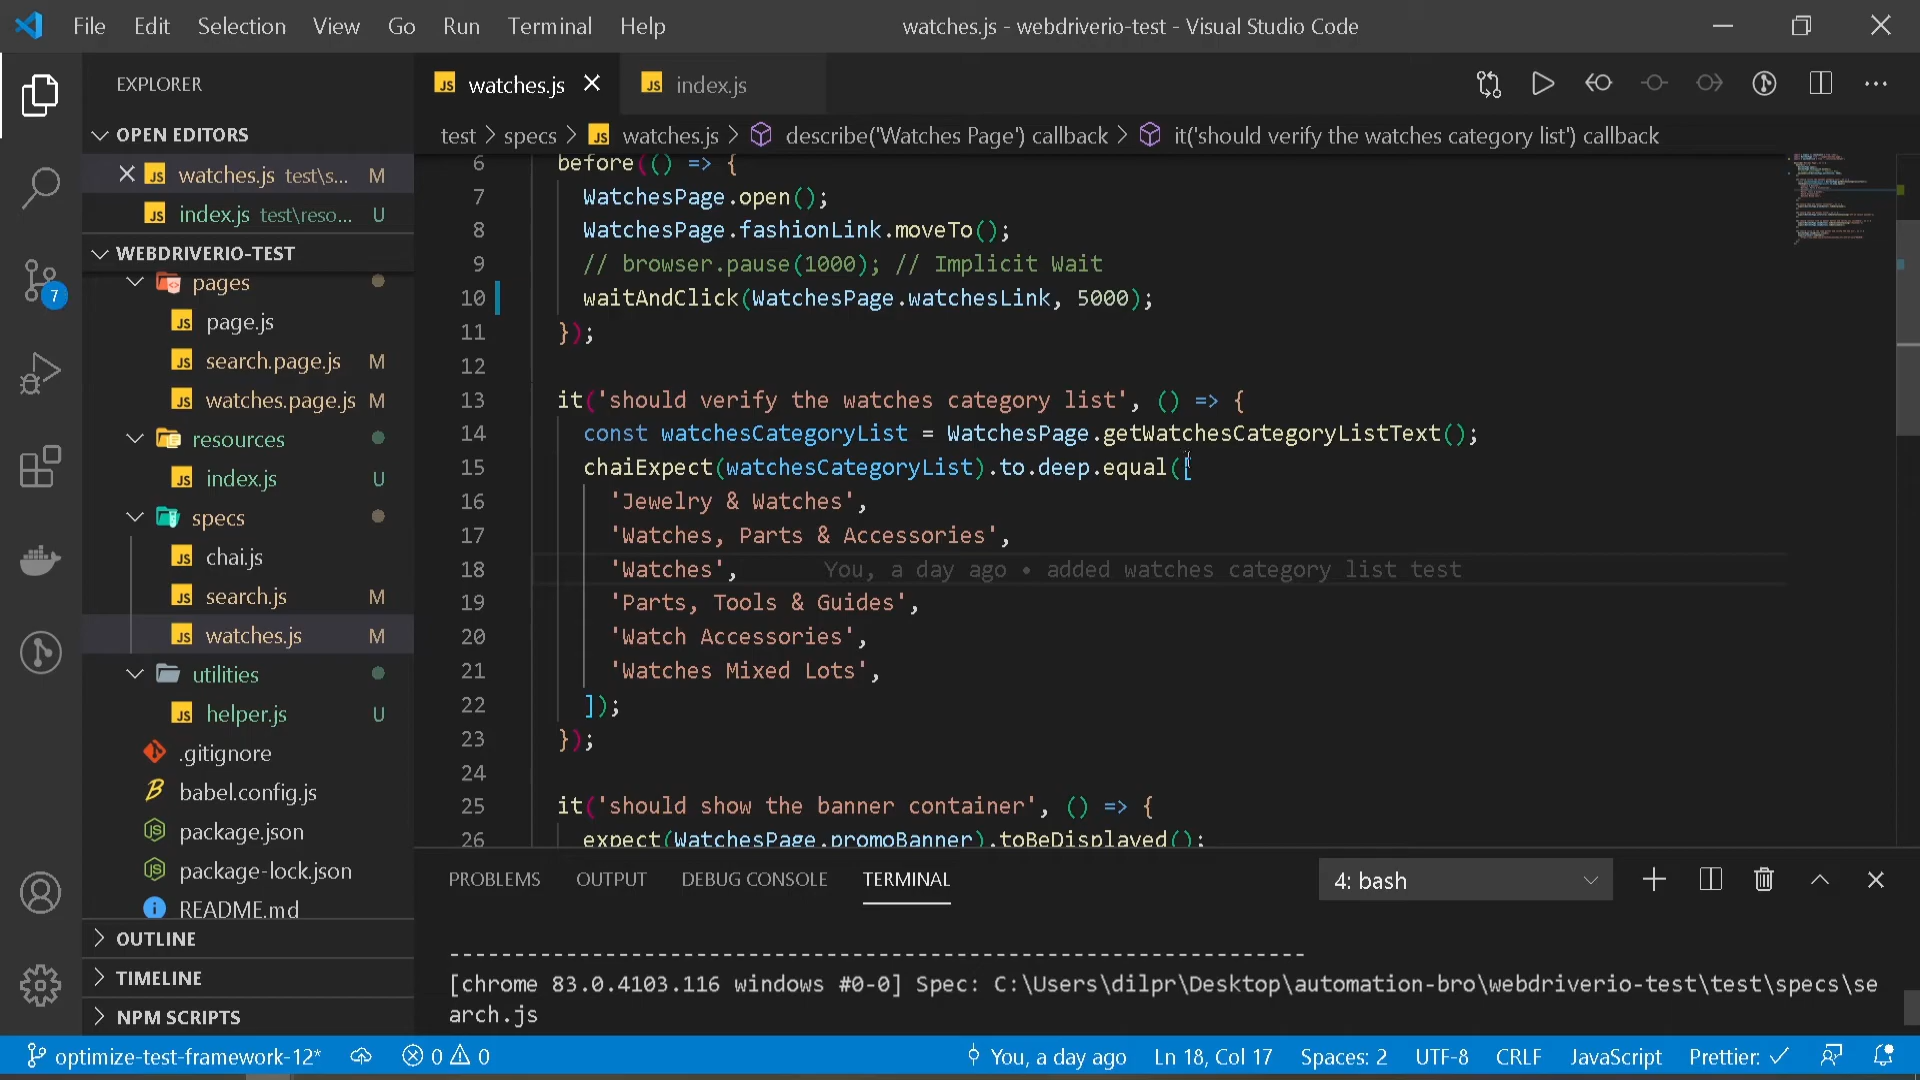 File Edit Selection View Go Run Terminal Help watches.js - webdriverio-test - Visual Studio Code
EXPLORER
OPEN EDITORS
watches.js test\s... M
index.js test\reso... U
WEBDRIVERIO-TEST
pages
page.js
search.page.js M
watches.page.js M
resources
index.js U
specs
chai.js
search.js M
watches.js M
utilities
helper.js U
.gitignore
babel.config.js
package.json
package-lock.json
README.md
OUTLINE
TIMELINE
NPM SCRIPTS
7
watches.js index.js
test > specs > watches.js > describe('Watches Page') callback > it('should verify the watches category list') callback
6 before(() => {
7 WatchesPage.open();
8 WatchesPage.fashionLink.moveTo();
9 // browser.pause(1000); // Implicit Wait
10 waitAndClick(WatchesPage.watchesLink, 5000);
11 });
12
13 it('should verify the watches category list', () => {
14 const watchesCategoryList = WatchesPage.getWatchesCategoryListText();
15 chaiExpect(watchesCategoryList).to.deep.equal([
16 'Jewelry & Watches',
17 'Watches, Parts & Accessories',
18 'Watches', You, a day ago • added watches category list test
19 'Parts, Tools & Guides',
20 'Watch Accessories',
21 'Watches Mixed Lots',
22 ]);
23 });
24
25 it('should show the banner container', () => {
26 expect(WatchesPage.promoBanner).toBeDisplayed();
PROBLEMS OUTPUT DEBUG CONSOLE TERMINAL 4: bash
------------------------------------------------------------------
[chrome 83.0.4103.116 windows #0-0] Spec: C:\Users\dilpr\Desktop\automation-bro\webdriverio-test\test\specs\se
arch.js
optimize-test-framework-12* 0 0 You, a day ago Ln 18, Col 17 Spaces: 2 UTF-8 CRLF JavaScript Prettier: ✓